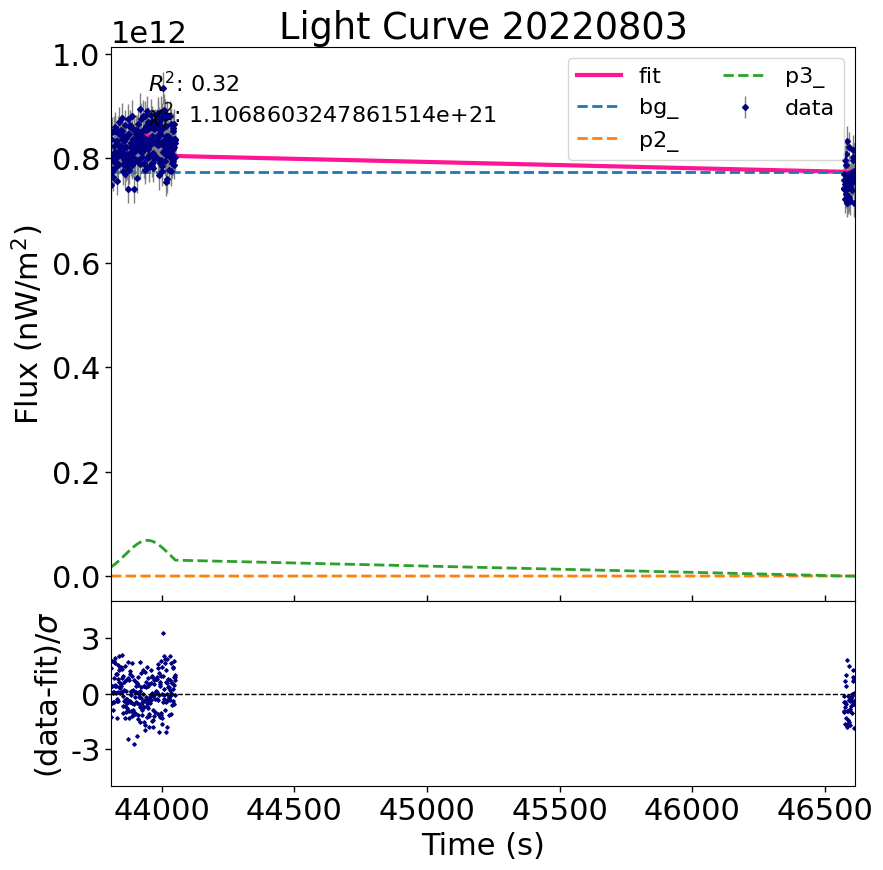 Light Curve 20220803
1e12
R²: 0.32
χ²: 1.1068603247861514e+21
fit
bg_
p2_
p3_
data
Flux (nW/m²)
1.0
0.8
0.6
0.4
0.2
0.0
(data-fit)/σ
3
0
-3
44000 44500 45000 45500 46000 46500
Time (s)